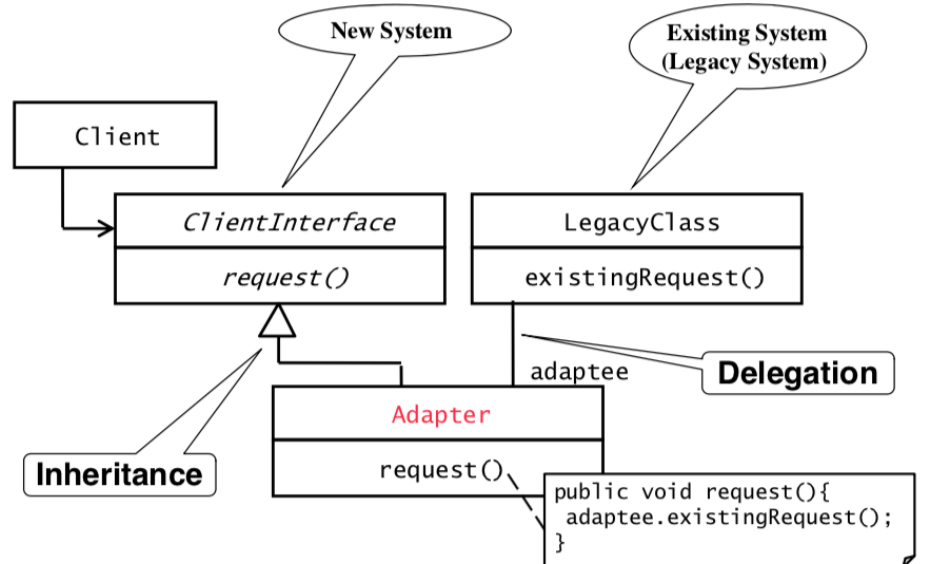 New System
Existing System
(Legacy System)
Client
ClientInterface
request()
LegacyClass
existingRequest()
adaptee
Delegation
Inheritance
Adapter
request()
public void request(){
adaptee.existingRequest();
}